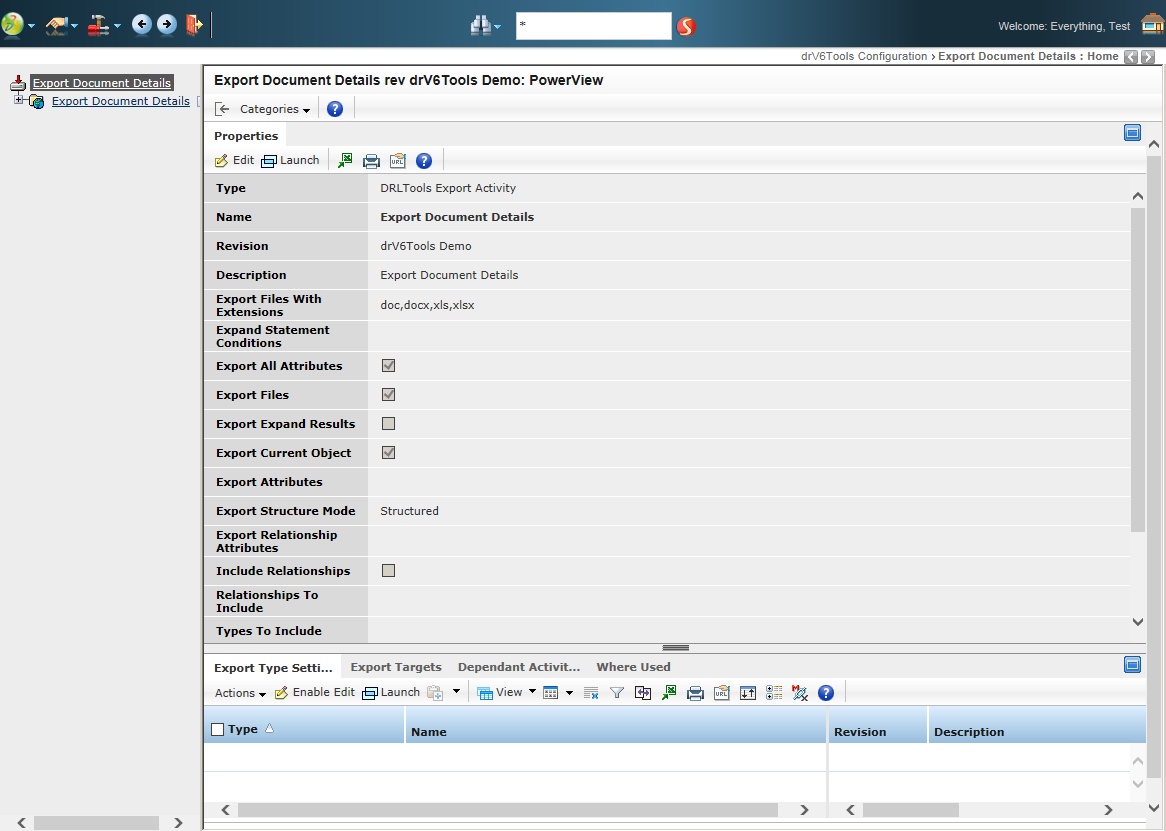 *
Welcome: Everything, Test
drV6Tools Configuration › Export Document Details : Home
Export Document Details
Export Document Details
Export Document Details rev drV6Tools Demo: PowerView
Categories
Properties
Edit Launch URL
Type DRLTools Export Activity
Name Export Document Details
Revision drV6Tools Demo
Description Export Document Details
Export Files With
Extensions doc,docx,xls,xlsx
Expand Statement
Conditions
Export All Attributes
Export Files
Export Expand Results
Export Current Object
Export Attributes
Export Structure Mode Structured
Export Relationship
Attributes
Include Relationships
Relationships To
Include
Types To Include
Export Type Setti... Export Targets Dependant Activit... Where Used
Actions Enable Edit Launch View URL
Type Name Revision Description